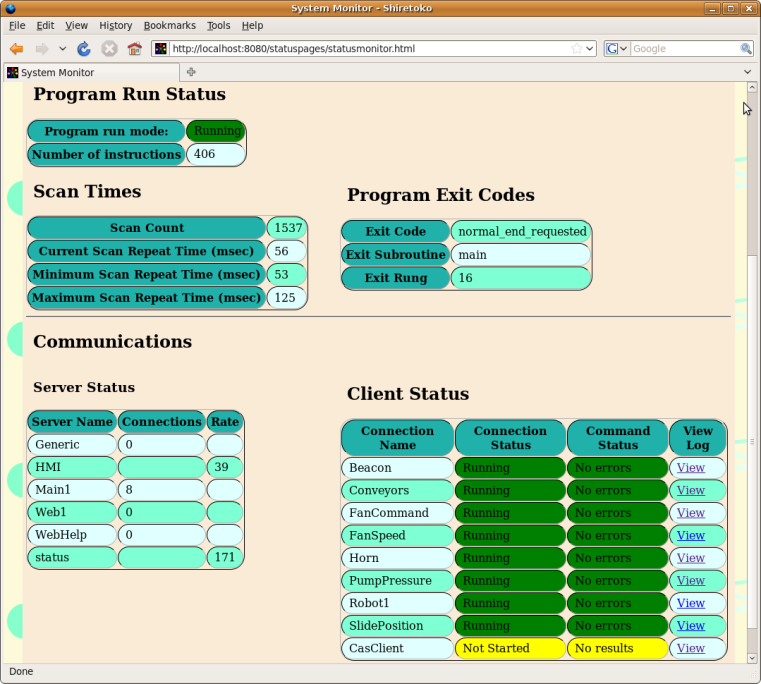 System Monitor - Shiretoko
File Edit View History Bookmarks Tools Help
http://localhost:8080/statuspages/statusmonitor.html
Google
System Monitor
Program Run Status
Program run mode: Running
Number of instructions 406
Scan Times
Scan Count 1537
Current Scan Repeat Time (msec) 56
Minimum Scan Repeat Time (msec) 53
Maximum Scan Repeat Time (msec) 125
Program Exit Codes
Exit Code normal_end_requested
Exit Subroutine main
Exit Rung 16
Communications
Server Status
Server Name Connections Rate
Generic 0
HMI 39
Main1 8
Web1 0
WebHelp 0
status 171
Client Status
Connection Name Connection Status Command Status View Log
Beacon Running No errors View
Conveyors Running No errors View
FanCommand Running No errors View
FanSpeed Running No errors View
Horn Running No errors View
PumpPressure Running No errors View
Robot1 Running No errors View
SlidePosition Running No errors View
CasClient Not Started No results View
Done